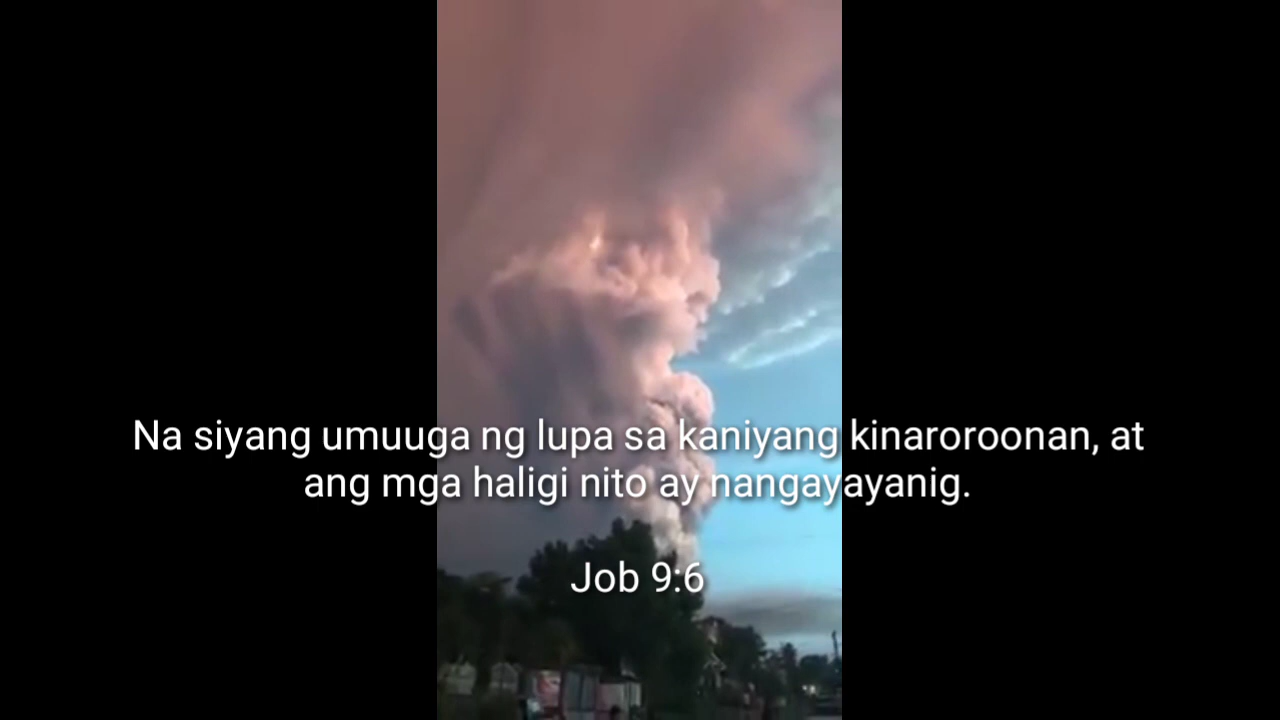 Na siyang umuuga ng lupa sa kaniyang kinaroroonan, at
ang mga haligi nito ay nangayayanig.
Job 9:6